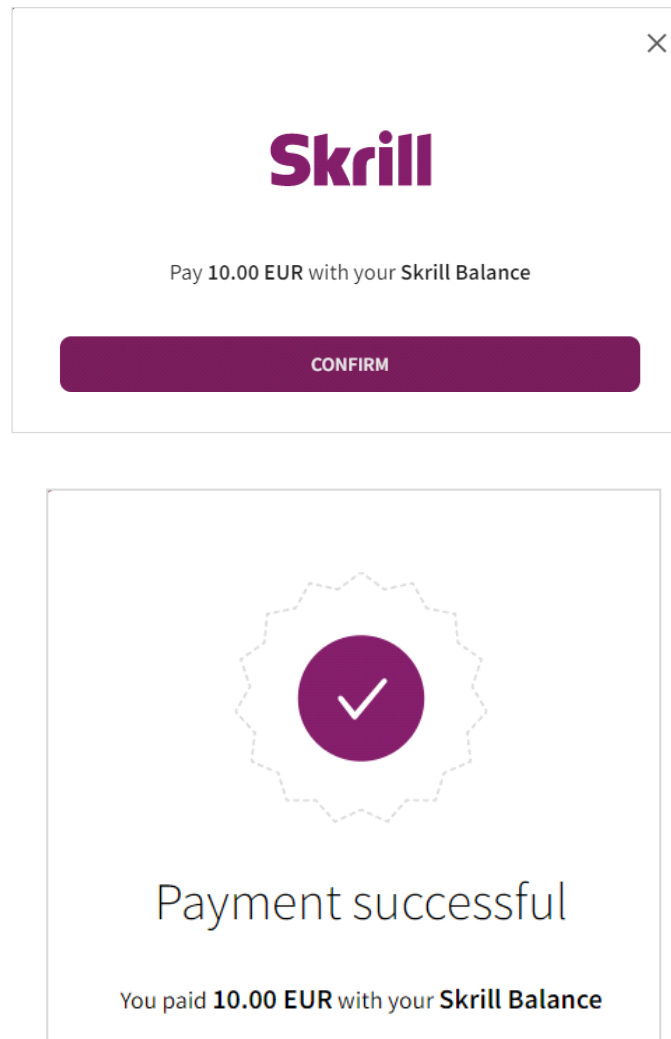 Skrill
Pay 10.00 EUR with your Skrill Balance
CONFIRM
Payment successful
You paid 10.00 EUR with your Skrill Balance